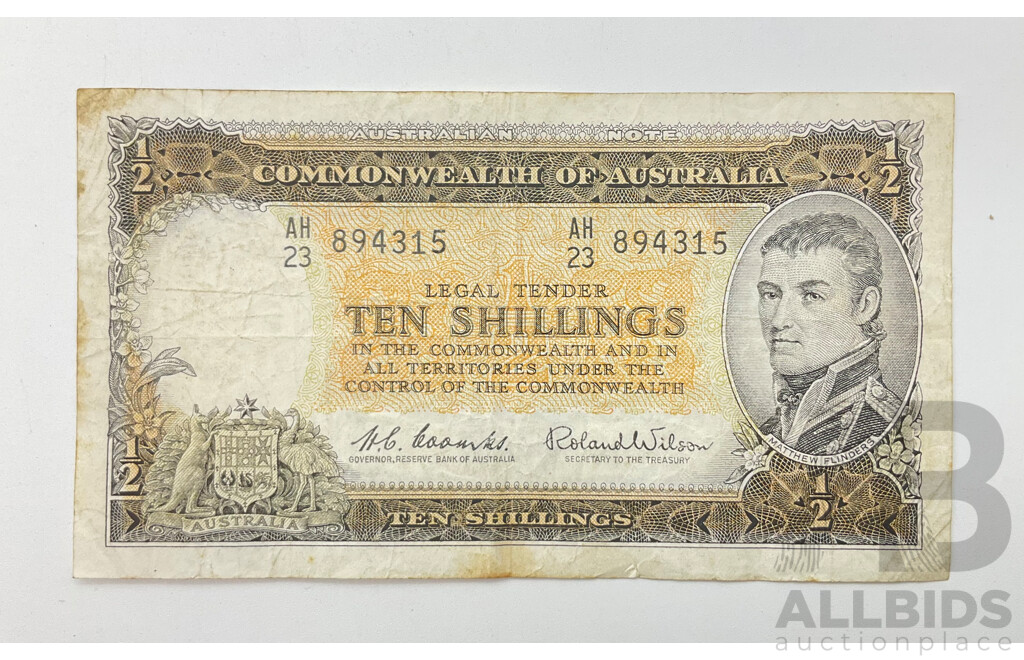 AUSTRALIAN NOTE
1/2 1/2
COMMONWEALTH OF AUSTRALIA
AH 23 894315 AH 23 894315
LEGAL TENDER
TEN SHILLINGS
IN THE COMMONWEALTH AND IN
ALL TERRITORIES UNDER THE
CONTROL OF THE COMMONWEALTH
H.C. Coombs. Roland Wilson
GOVERNOR, RESERVE BANK OF AUSTRALIA SECRETARY TO THE TREASURY
MATTHEW FLINDERS
1/2 1/2
AUSTRALIA
TEN SHILLINGS
B
ALLBIDS
auctionplace